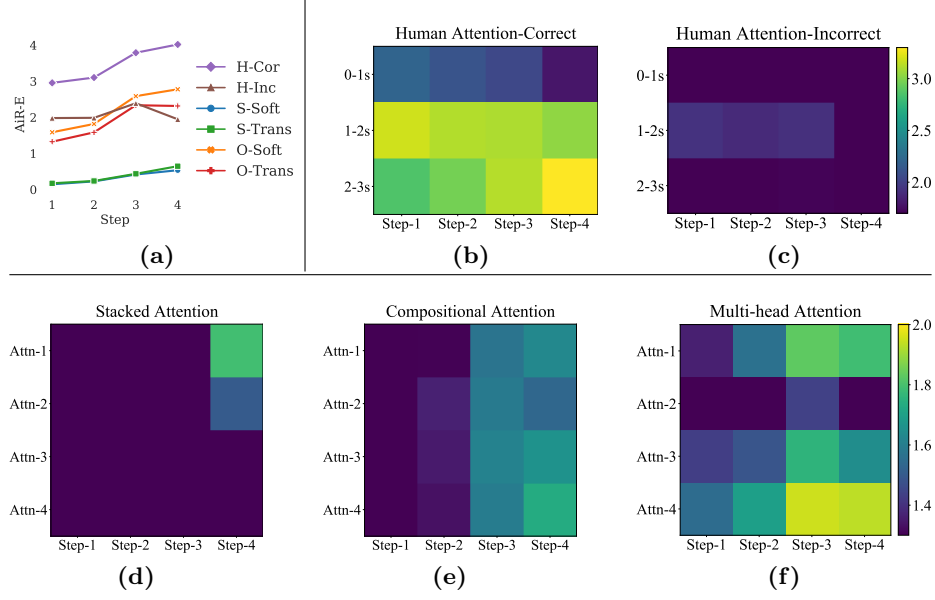 4
3
2
1
0
AiR-E
1 2 3 4
Step
H-Cor
H-Inc
S-Soft
S-Trans
O-Soft
O-Trans
(a)
Human Attention-Correct
0-1s
1-2s
2-3s
Step-1 Step-2 Step-3 Step-4
(b)
Human Attention-Incorrect
0-1s
1-2s
2-3s
Step-1 Step-2 Step-3 Step-4
3.0
2.5
2.0
(c)
Stacked Attention
Attn-1
Attn-2
Attn-3
Attn-4
Step-1 Step-2 Step-3 Step-4
(d)
Compositional Attention
Attn-1
Attn-2
Attn-3
Attn-4
Step-1 Step-2 Step-3 Step-4
(e)
Multi-head Attention
Attn-1
Attn-2
Attn-3
Attn-4
Step-1 Step-2 Step-3 Step-4
2.0
1.8
1.6
1.4
(f)